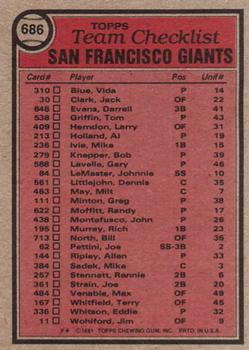 686
TOPPS
Team Checklist
SAN FRANCISCO GIANTS
Card# Player Pos Unif#
310 Blue, Vida P 14
30 Clark, Jack OF 22
648 Evans, Darrell 3B 41
538 Griffin, Tom P 43
409 Herndon, Larry OF 31
213 Holland, Al P 19
236 Ivie, Mike 1B 15
279 Knepper, Bob P 39
588 Lavelle, Gary P 46
84 LeMaster, Johnnie SS 10
561 Littlejohn, Dennis C 35
463 May, Milt C 7
111 Minton, Greg P 38
622 Moffitt, Randy P 17
438 Montefusco, John P 26
195 Murray, Rich 1B 23
713 North, Bill OF 36
62 Pettini, Joe SS-3B 2
144 Ripley, Allen P 33
384 Sadek, Mike C 3
257 Stennett, Rennie 2B 6
361 Strain, Joe 2B
484 Venable, Max OF 49
167 Whitfield, Terry OF 45
336 Whitson, Eddie P 32
11 Wohlford, Jim OF 9
© 1981 TOPPS CHEWING GUM, INC. PRTD. IN U.S.A.